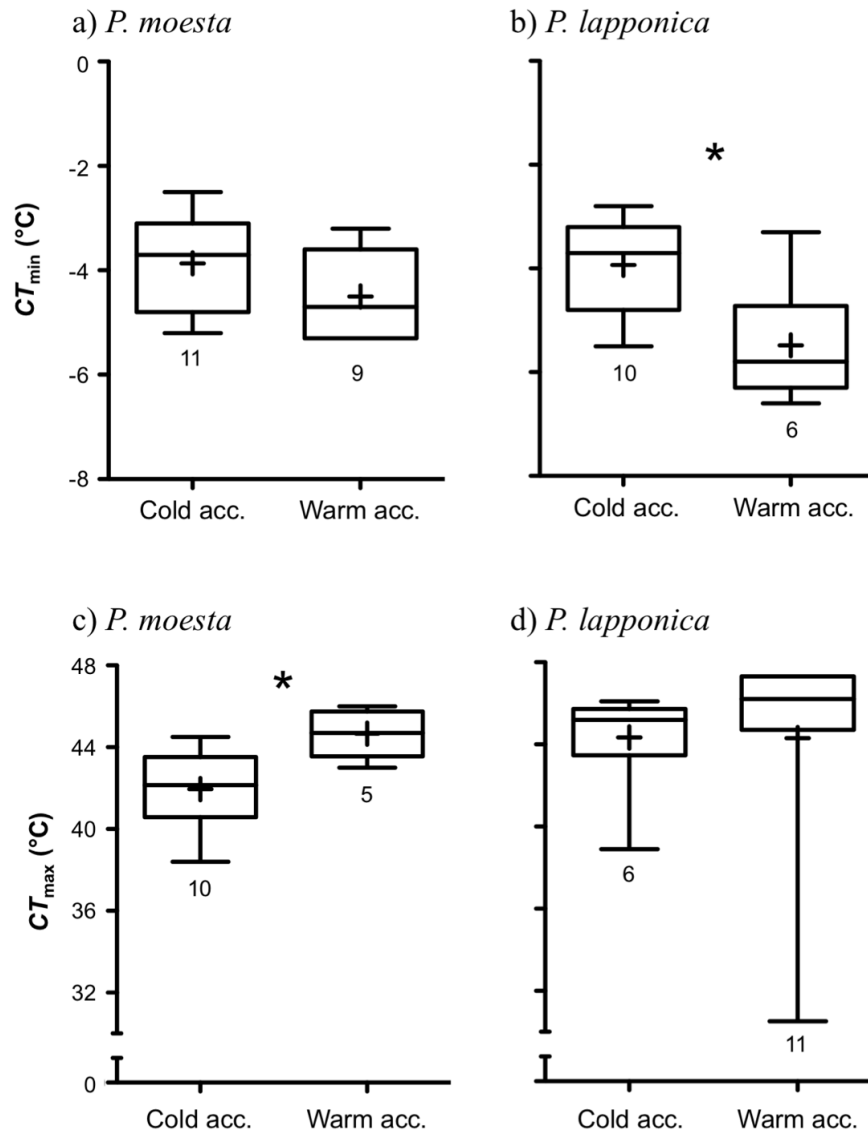 a) P. moesta
b) P. lapponica
0
-2
-4
-6
-8
CTmin (°C)
*
11
9
10
6
Cold acc.
Warm acc.
Cold acc.
Warm acc.
c) P. moesta
d) P. lapponica
48
44
40
36
32
0
CTmax (°C)
*
10
5
6
11
Cold acc.
Warm acc.
Cold acc.
Warm acc.